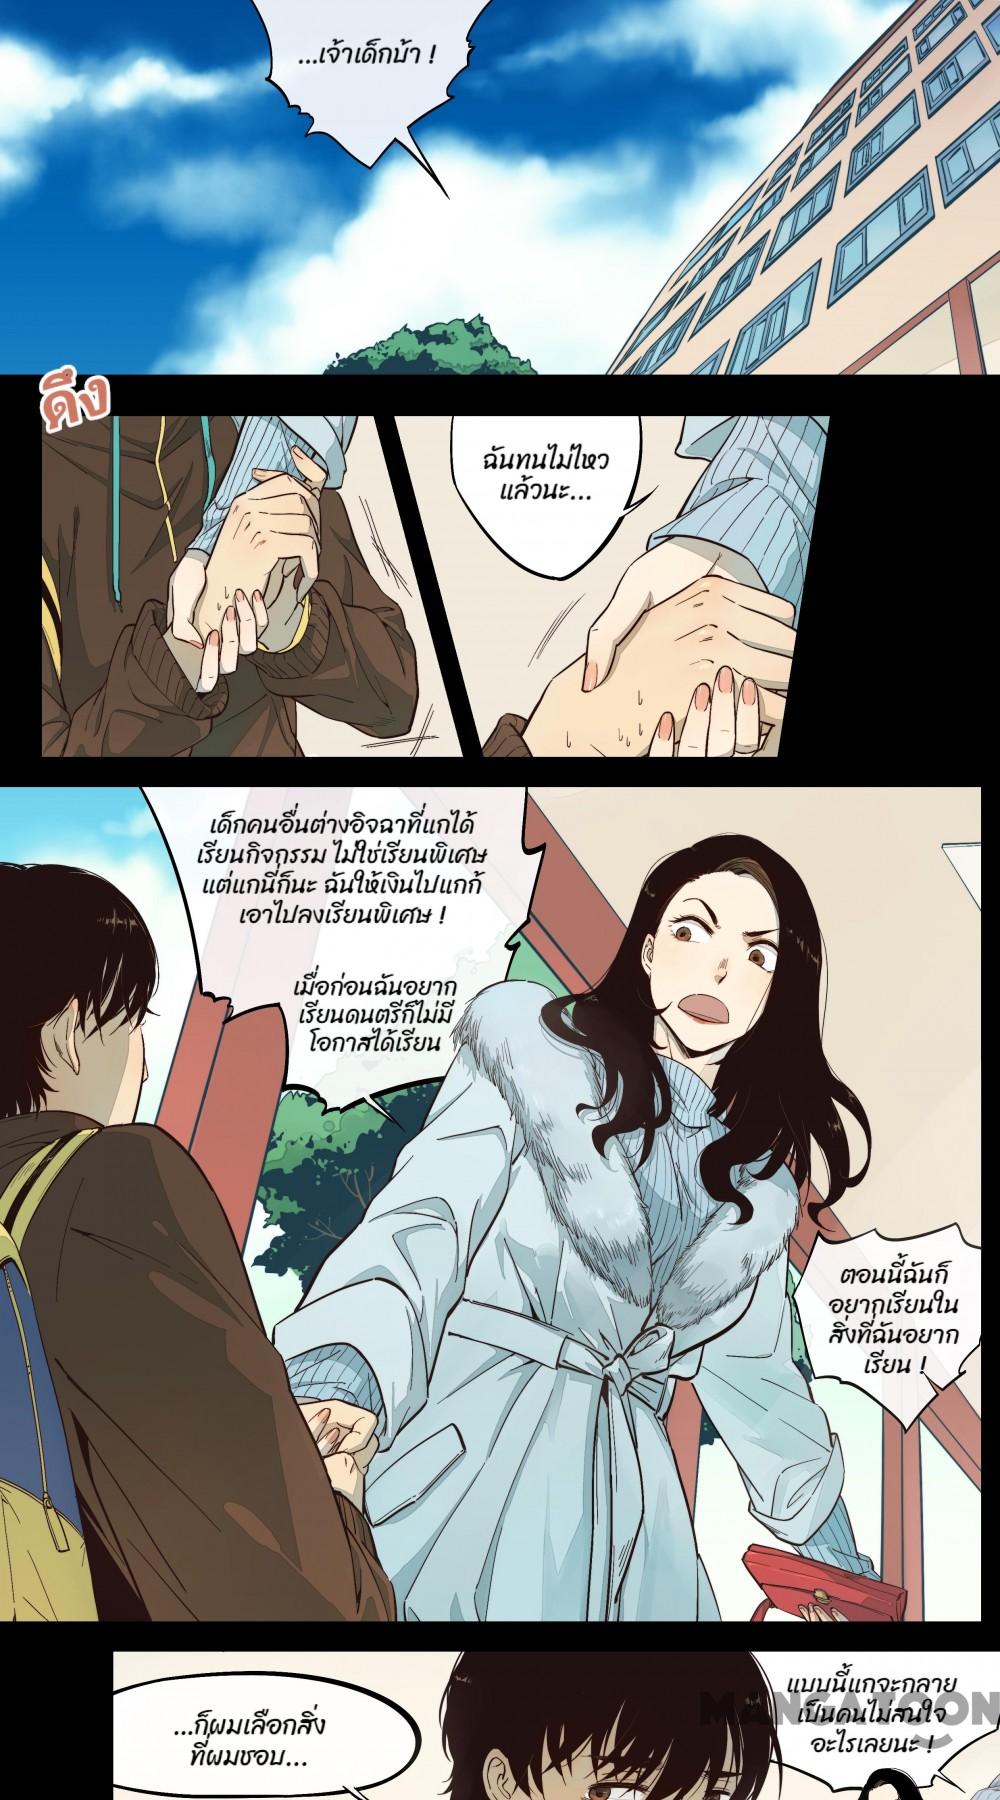 ...เจ้าเด็กบ้า !
ดึง
ฉันทนไม่ไหว
แล้วนะ...
เด็กคนอื่นต่างอิจฉาที่แกได้
เรียนกิจกรรม ไม่ใช่เรียนพิเศษ
แต่แกนี่ก็นะ ฉันให้เงินไปแกก้
เอาไปลงเรียนพิเศษ !
เมื่อก่อนฉันอยาก
เรียนดนตรีก็ไม่มี
โอกาสได้เรียน
ตอนนี้ฉันก็
อยากเรียนใน
สิ่งที่ฉันอยาก
เรียน !
...ก็ผมเลือกสิ่ง
ที่ผมชอบ...
แบบนี้แกจะกลาย
เป็นคนไม่สนใจ
อะไรเลยนะ !
MANGATOON